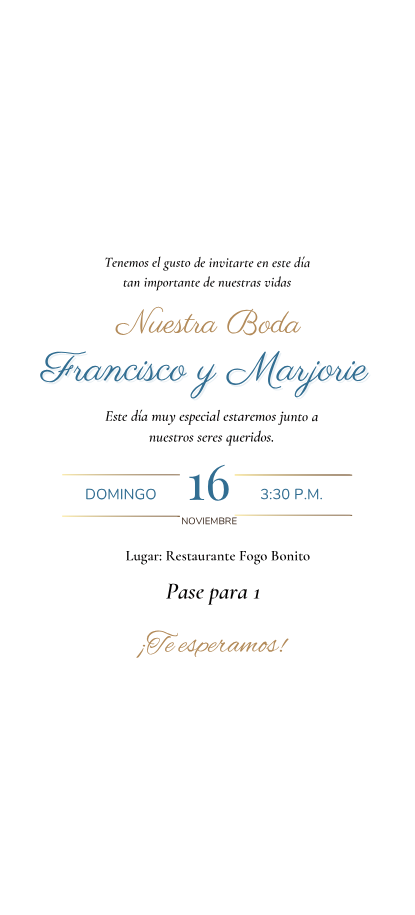 Tenemos el gusto de invitarte en este día
tan importante de nuestras vidas
Nuestra Boda
Francisco y Marjorie
Este día muy especial estaremos junto a
nuestros seres queridos.
DOMINGO 16 3:30 P.M.
NOVIEMBRE
Lugar: Restaurante Fogo Bonito
Pase para 1
¡Te esperamos!